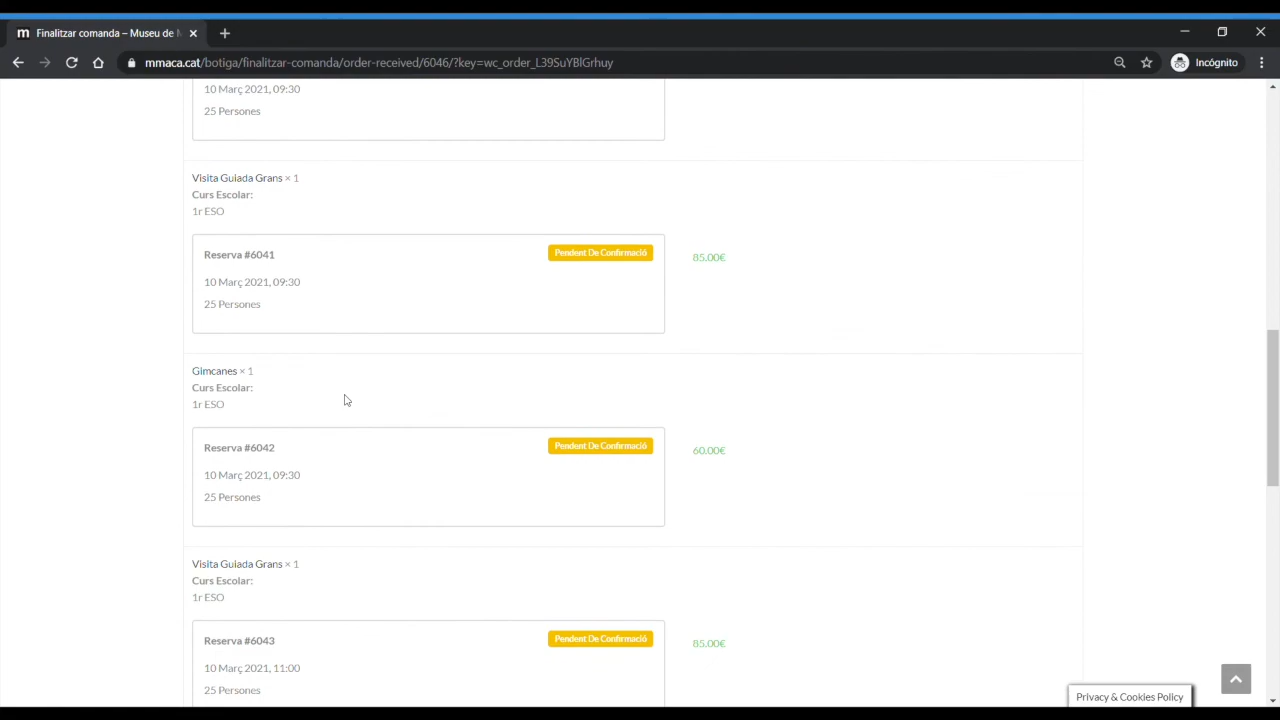 m Finalitzar comanda – Museu de M
mmaca.cat/botiga/finalitzar-comanda/order-received/6046/?key=wc_order_L39SuYBlGrhuy
Incógnito
10 Març 2021, 09:30
25 Persones
Visita Guiada Grans × 1
Curs Escolar:
1r ESO
Reserva #6041
Pendent De Confirmació
85.00€
10 Març 2021, 09:30
25 Persones
Gimcanes × 1
Curs Escolar:
1r ESO
Reserva #6042
Pendent De Confirmació
60.00€
10 Març 2021, 09:30
25 Persones
Visita Guiada Grans × 1
Curs Escolar:
1r ESO
Reserva #6043
Pendent De Confirmació
85.00€
10 Març 2021, 11:00
25 Persones
Privacy & Cookies Policy